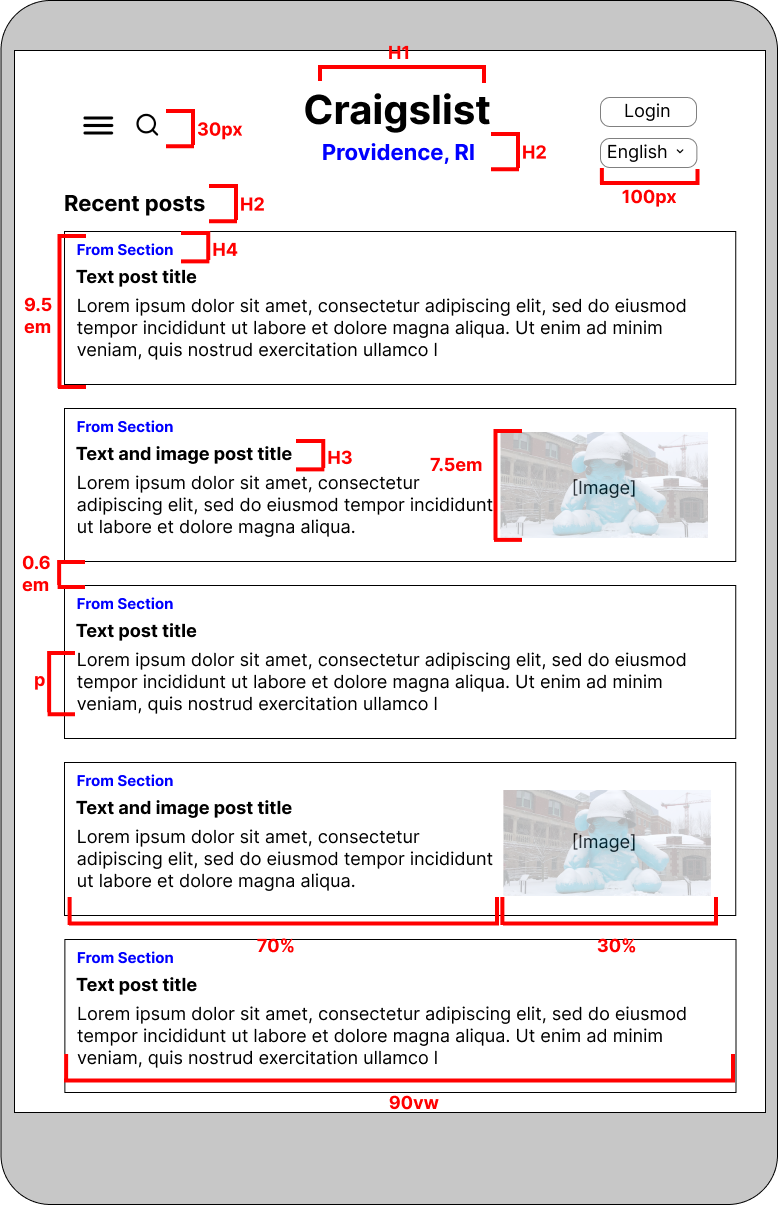 H1
Craigslist
Login
30px
Providence, RI
H2
English
100px
Recent posts
H2
From Section
H4
Text post title
9.5
em
Lorem ipsum dolor sit amet, consectetur adipiscing elit, sed do eiusmod
tempor incididunt ut labore et dolore magna aliqua. Ut enim ad minim
veniam, quis nostrud exercitation ullamco l
From Section
Text and image post title
H3
7.5em
Lorem ipsum dolor sit amet, consectetur
adipiscing elit, sed do eiusmod tempor incididunt
ut labore et dolore magna aliqua.
[Image]
0.6
em
From Section
Text post title
p
Lorem ipsum dolor sit amet, consectetur adipiscing elit, sed do eiusmod
tempor incididunt ut labore et dolore magna aliqua. Ut enim ad minim
veniam, quis nostrud exercitation ullamco l
From Section
Text and image post title
Lorem ipsum dolor sit amet, consectetur
adipiscing elit, sed do eiusmod tempor incididunt
ut labore et dolore magna aliqua.
[Image]
70%
30%
From Section
Text post title
Lorem ipsum dolor sit amet, consectetur adipiscing elit, sed do eiusmod
tempor incididunt ut labore et dolore magna aliqua. Ut enim ad minim
veniam, quis nostrud exercitation ullamco l
90vw